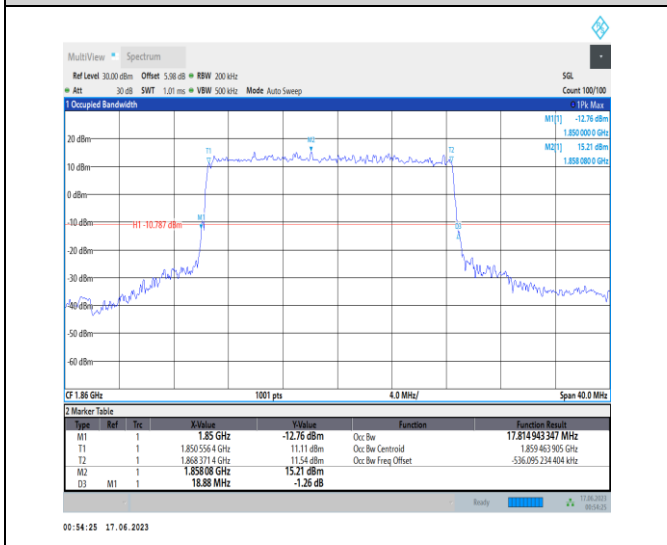 MultiView Spectrum
Ref Level 30.00 dBm Offset 5.98 dB RBW 200 kHz SGL
Att 30 dB SWT 1.01 ms VBW 500 kHz Mode Auto Sweep Count 100/100
1 Occupied Bandwidth 1Pk Max
M1[1] -12.76 dBm
1.850 000 0 GHz
M2[1] 15.21 dBm
1.858 080 0 GHz
20 dBm
T1 M2 T2
10 dBm
0 dBm
M1
-10 dBm H1 -10.787 dBm
-20 dBm
-30 dBm
-40 dBm
-50 dBm
-60 dBm
CF 1.86 GHz 1001 pts 4.0 MHz/ Span 40.0 MHz
2 Marker Table
Type Ref Trc X-Value Y-Value Function Function Result
M1 1 1.85 GHz -12.76 dBm Occ Bw 17.814 943 347 MHz
T1 1 1.850 556 4 GHz 11.11 dBm Occ Bw Centroid 1.859 463 905 GHz
T2 1 1.868 371 4 GHz 11.54 dBm Occ Bw Freq Offset -536.095 234 404 kHz
M2 1 1.858 08 GHz 15.21 dBm
D3 M1 1 18.88 MHz -1.26 dB
Ready 17.06.2023
00:54:25
00:54:25 17.06.2023